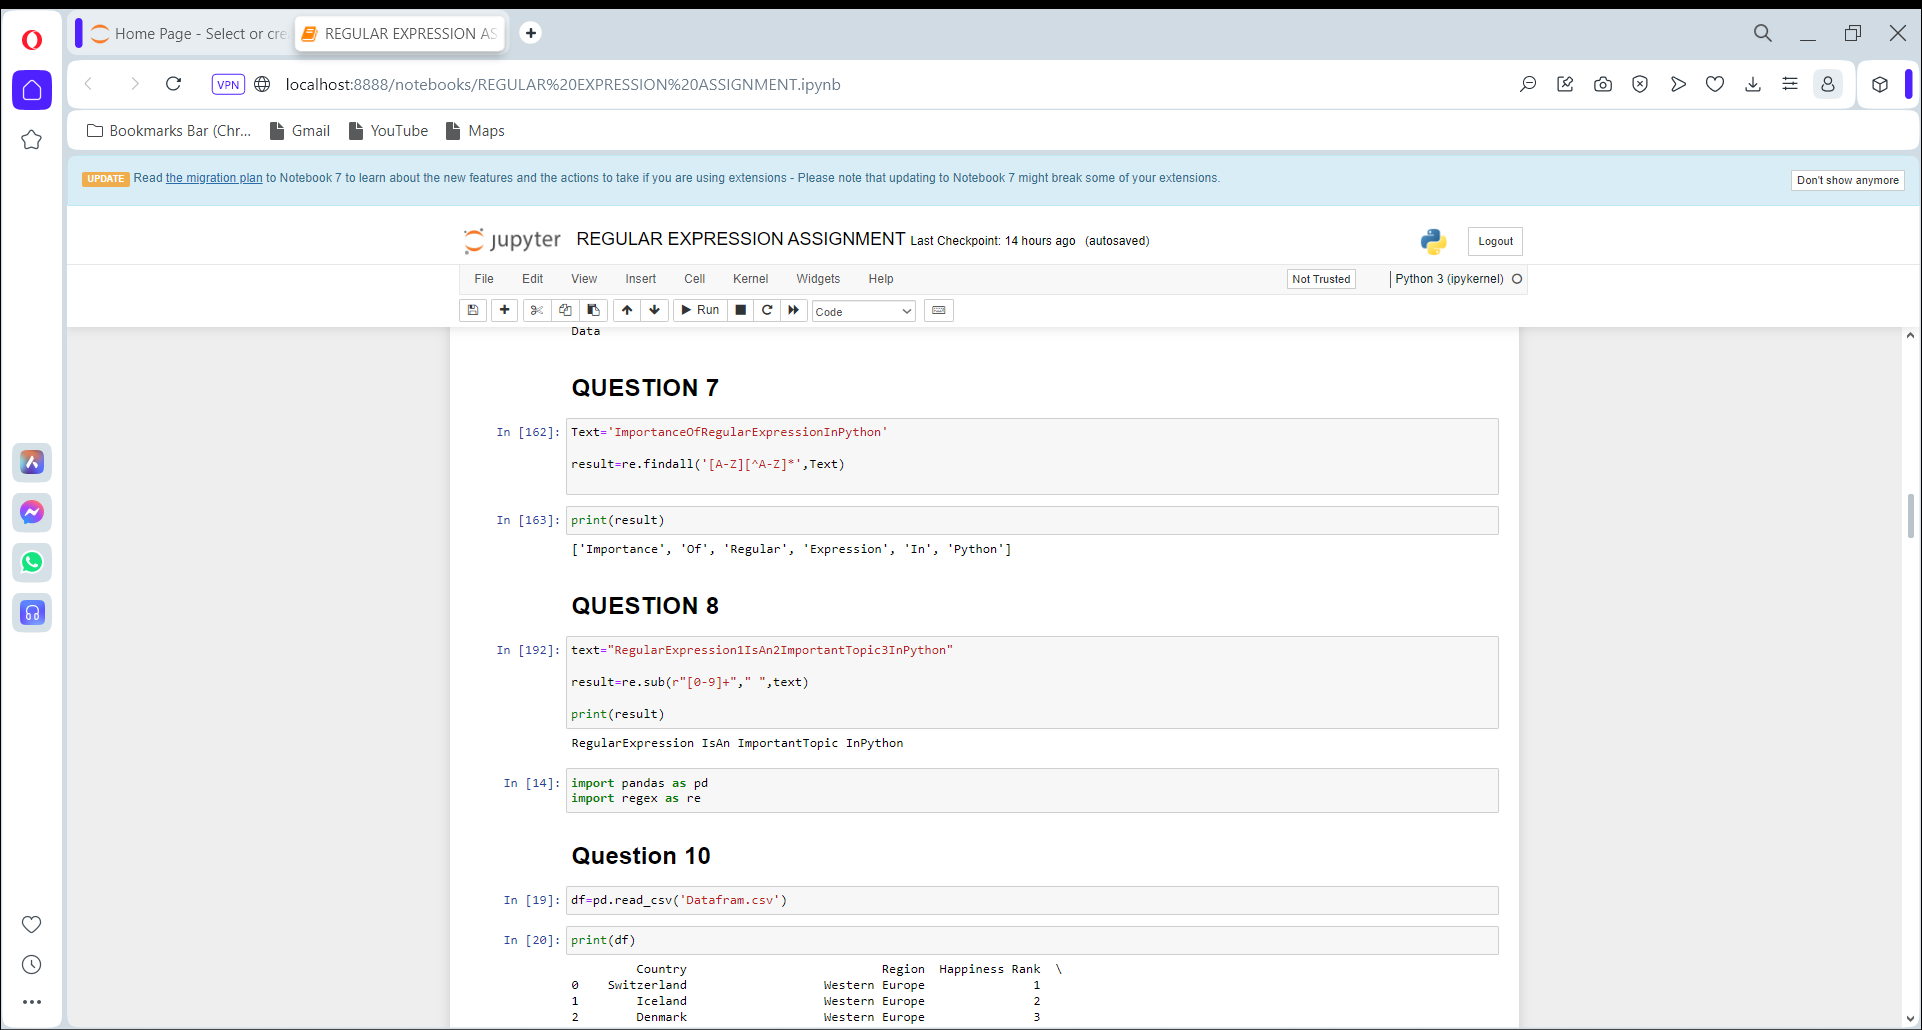 Home Page - Select or cre
REGULAR EXPRESSION AS
VPN
localhost:8888/notebooks/REGULAR%20EXPRESSION%20ASSIGNMENT.ipynb
Bookmarks Bar (Chr... Gmail YouTube Maps
UPDATE Read the migration plan to Notebook 7 to learn about the new features and the actions to take if you are using extensions - Please note that updating to Notebook 7 might break some of your extensions.
Don't show anymore
jupyter REGULAR EXPRESSION ASSIGNMENT Last Checkpoint: 14 hours ago (autosaved)
Logout
File Edit View Insert Cell Kernel Widgets Help
Not Trusted
Python 3 (ipykernel)
Run
Code
Data
QUESTION 7
In [162]: Text='ImportanceOfRegularExpressionInPython'
result=re.findall('[A-Z][^A-Z]*',Text)
In [163]: print(result)
['Importance', 'Of', 'Regular', 'Expression', 'In', 'Python']
QUESTION 8
In [192]: text="RegularExpression1IsAn2ImportantTopic3InPython"
result=re.sub(r"[0-9]+"," ",text)
print(result)
RegularExpression IsAn ImportantTopic InPython
In [14]: import pandas as pd
import regex as re
Question 10
In [19]: df=pd.read_csv('Datafram.csv')
In [20]: print(df)
Country Region Happiness Rank \
0 Switzerland Western Europe 1
1 Iceland Western Europe 2
2 Denmark Western Europe 3